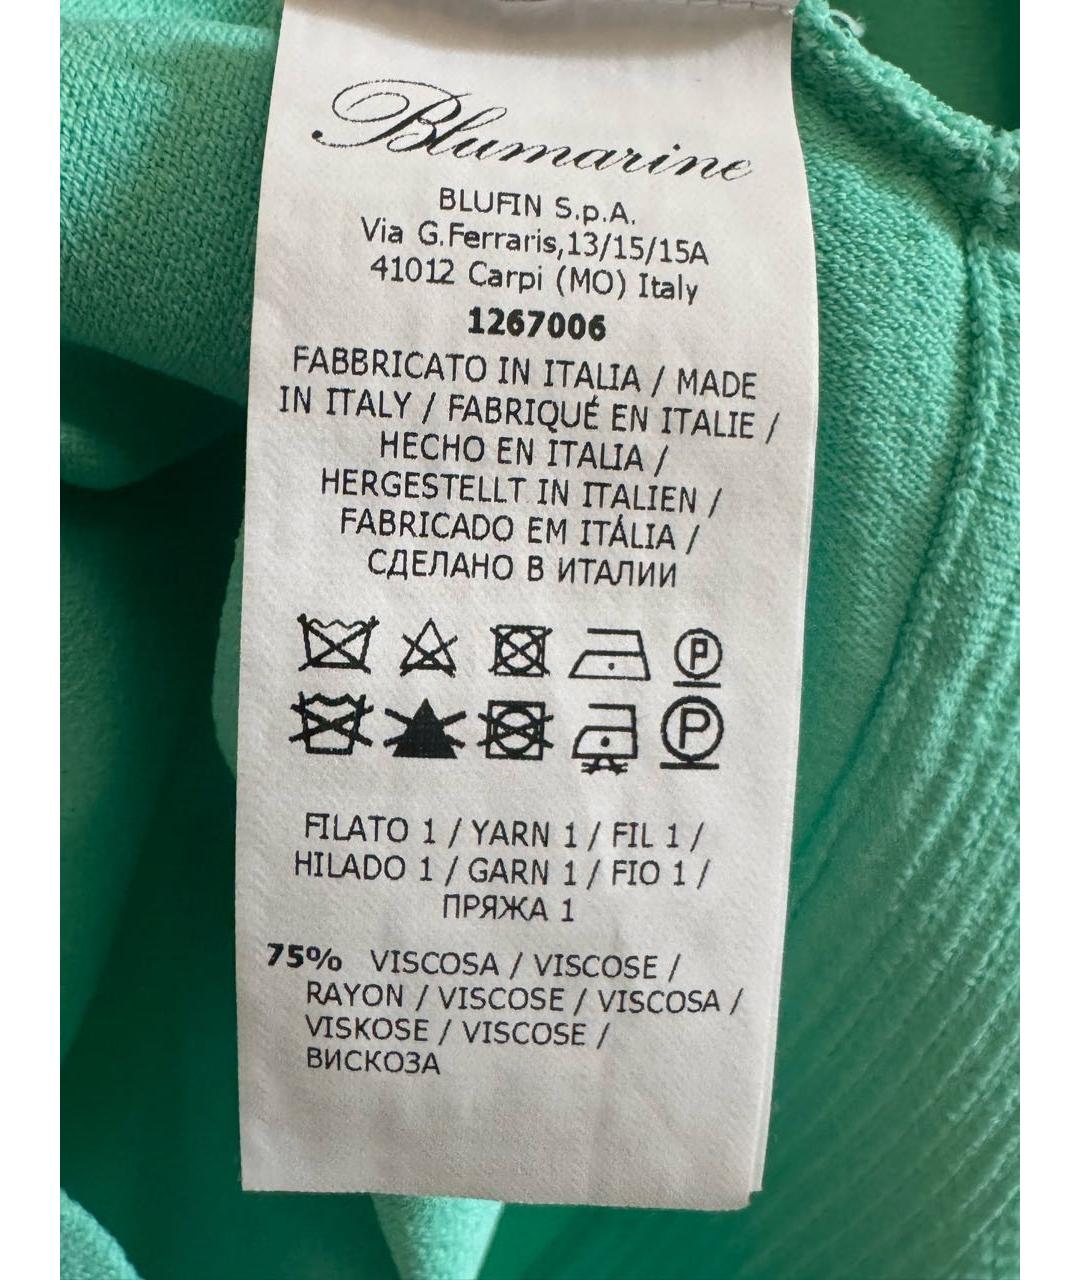 Blumarine
BLUFIN S.p.A.
Via G.Ferraris,13/15/15A
41012 Carpi (MO) Italy
1267006
FABBRICATO IN ITALIA / MADE
IN ITALY / FABRIQUÉ EN ITALIE /
HECHO EN ITALIA /
HERGESTELLT IN ITALIEN /
FABRICADO EM ITÁLIA /
СДЕЛАНО В ИТАЛИИ
P
P
FILATO 1 / YARN 1 / FIL 1 /
HILADO 1 / GARN 1 / FIO 1 /
ПРЯЖА 1
75% VISCOSA / VISCOSE /
RAYON / VISCOSE / VISCOSA /
VISKOSE / VISCOSE /
ВИСКОЗА